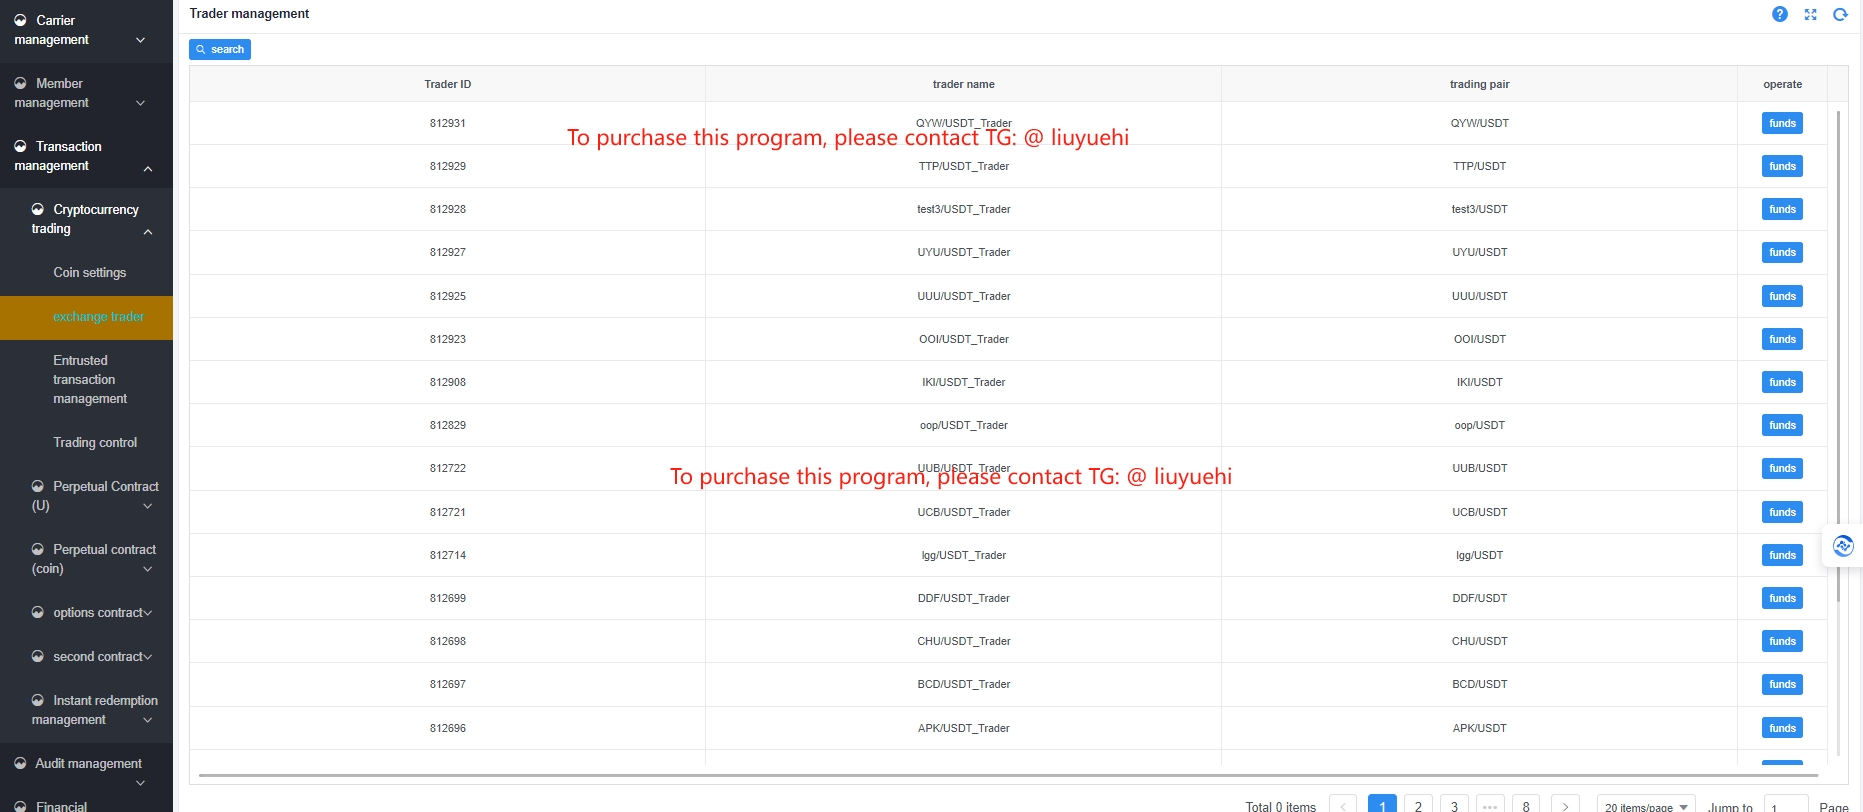 Carrier
management
Member
management
Transaction
management
Cryptocurrency
trading
Coin settings
exchange trader
Entrusted
transaction
management
Trading control
Perpetual Contract
(U)
Perpetual contract
(coin)
options contract
second contract
Instant redemption
management
Audit management
Financial
Trader management
search
Trader ID trader name trading pair operate
812931 QYW/USDT_Trader QYW/USDT funds
To purchase this program, please contact TG: @ liuyuehi
812929 TTP/USDT_Trader TTP/USDT funds
812928 test3/USDT_Trader test3/USDT funds
812927 UYU/USDT_Trader UYU/USDT funds
812925 UUU/USDT_Trader UUU/USDT funds
812923 OOI/USDT_Trader OOI/USDT funds
812908 IKI/USDT_Trader IKI/USDT funds
812829 oop/USDT_Trader oop/USDT funds
812722 UUB/USDT_Trader UUB/USDT funds
To purchase this program, please contact TG: @ liuyuehi
812721 UCB/USDT_Trader UCB/USDT funds
812714 lgg/USDT_Trader lgg/USDT funds
812699 DDF/USDT_Trader DDF/USDT funds
812698 CHU/USDT_Trader CHU/USDT funds
812697 BCD/USDT_Trader BCD/USDT funds
812696 APK/USDT_Trader APK/USDT funds
Total 0 items < 1 2 3 ••• 8 > 20 items/page Jump to 1 Page